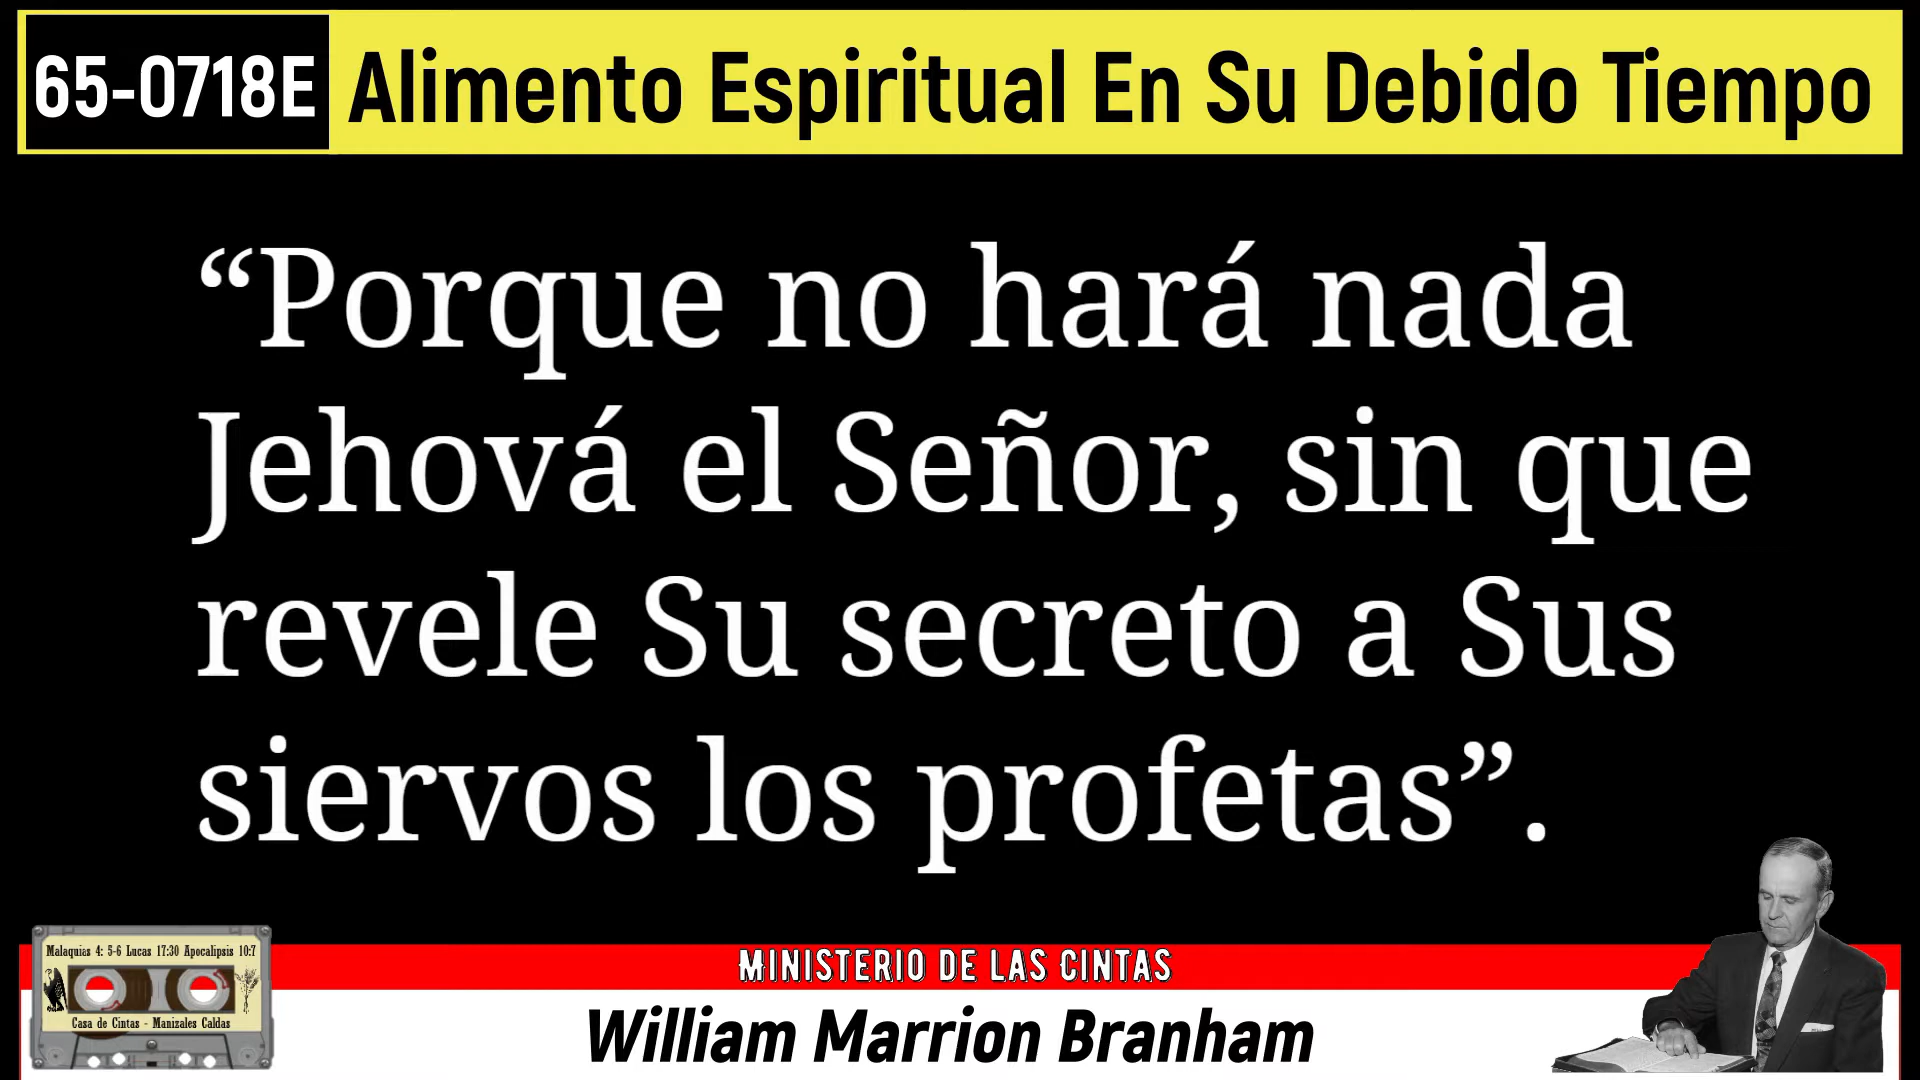 65-0718E Alimento Espiritual En Su Debido Tiempo
“Porque no hará nada
Jehová el Señor, sin que
revele Su secreto a Sus
siervos los profetas”.
Malaquias 4: 5-6 Lucas 17:30 Apocalipsis 10:7
Casa de Cintas - Manizales Caldas
MINISTERIO DE LAS CINTAS
William Marrion Branham